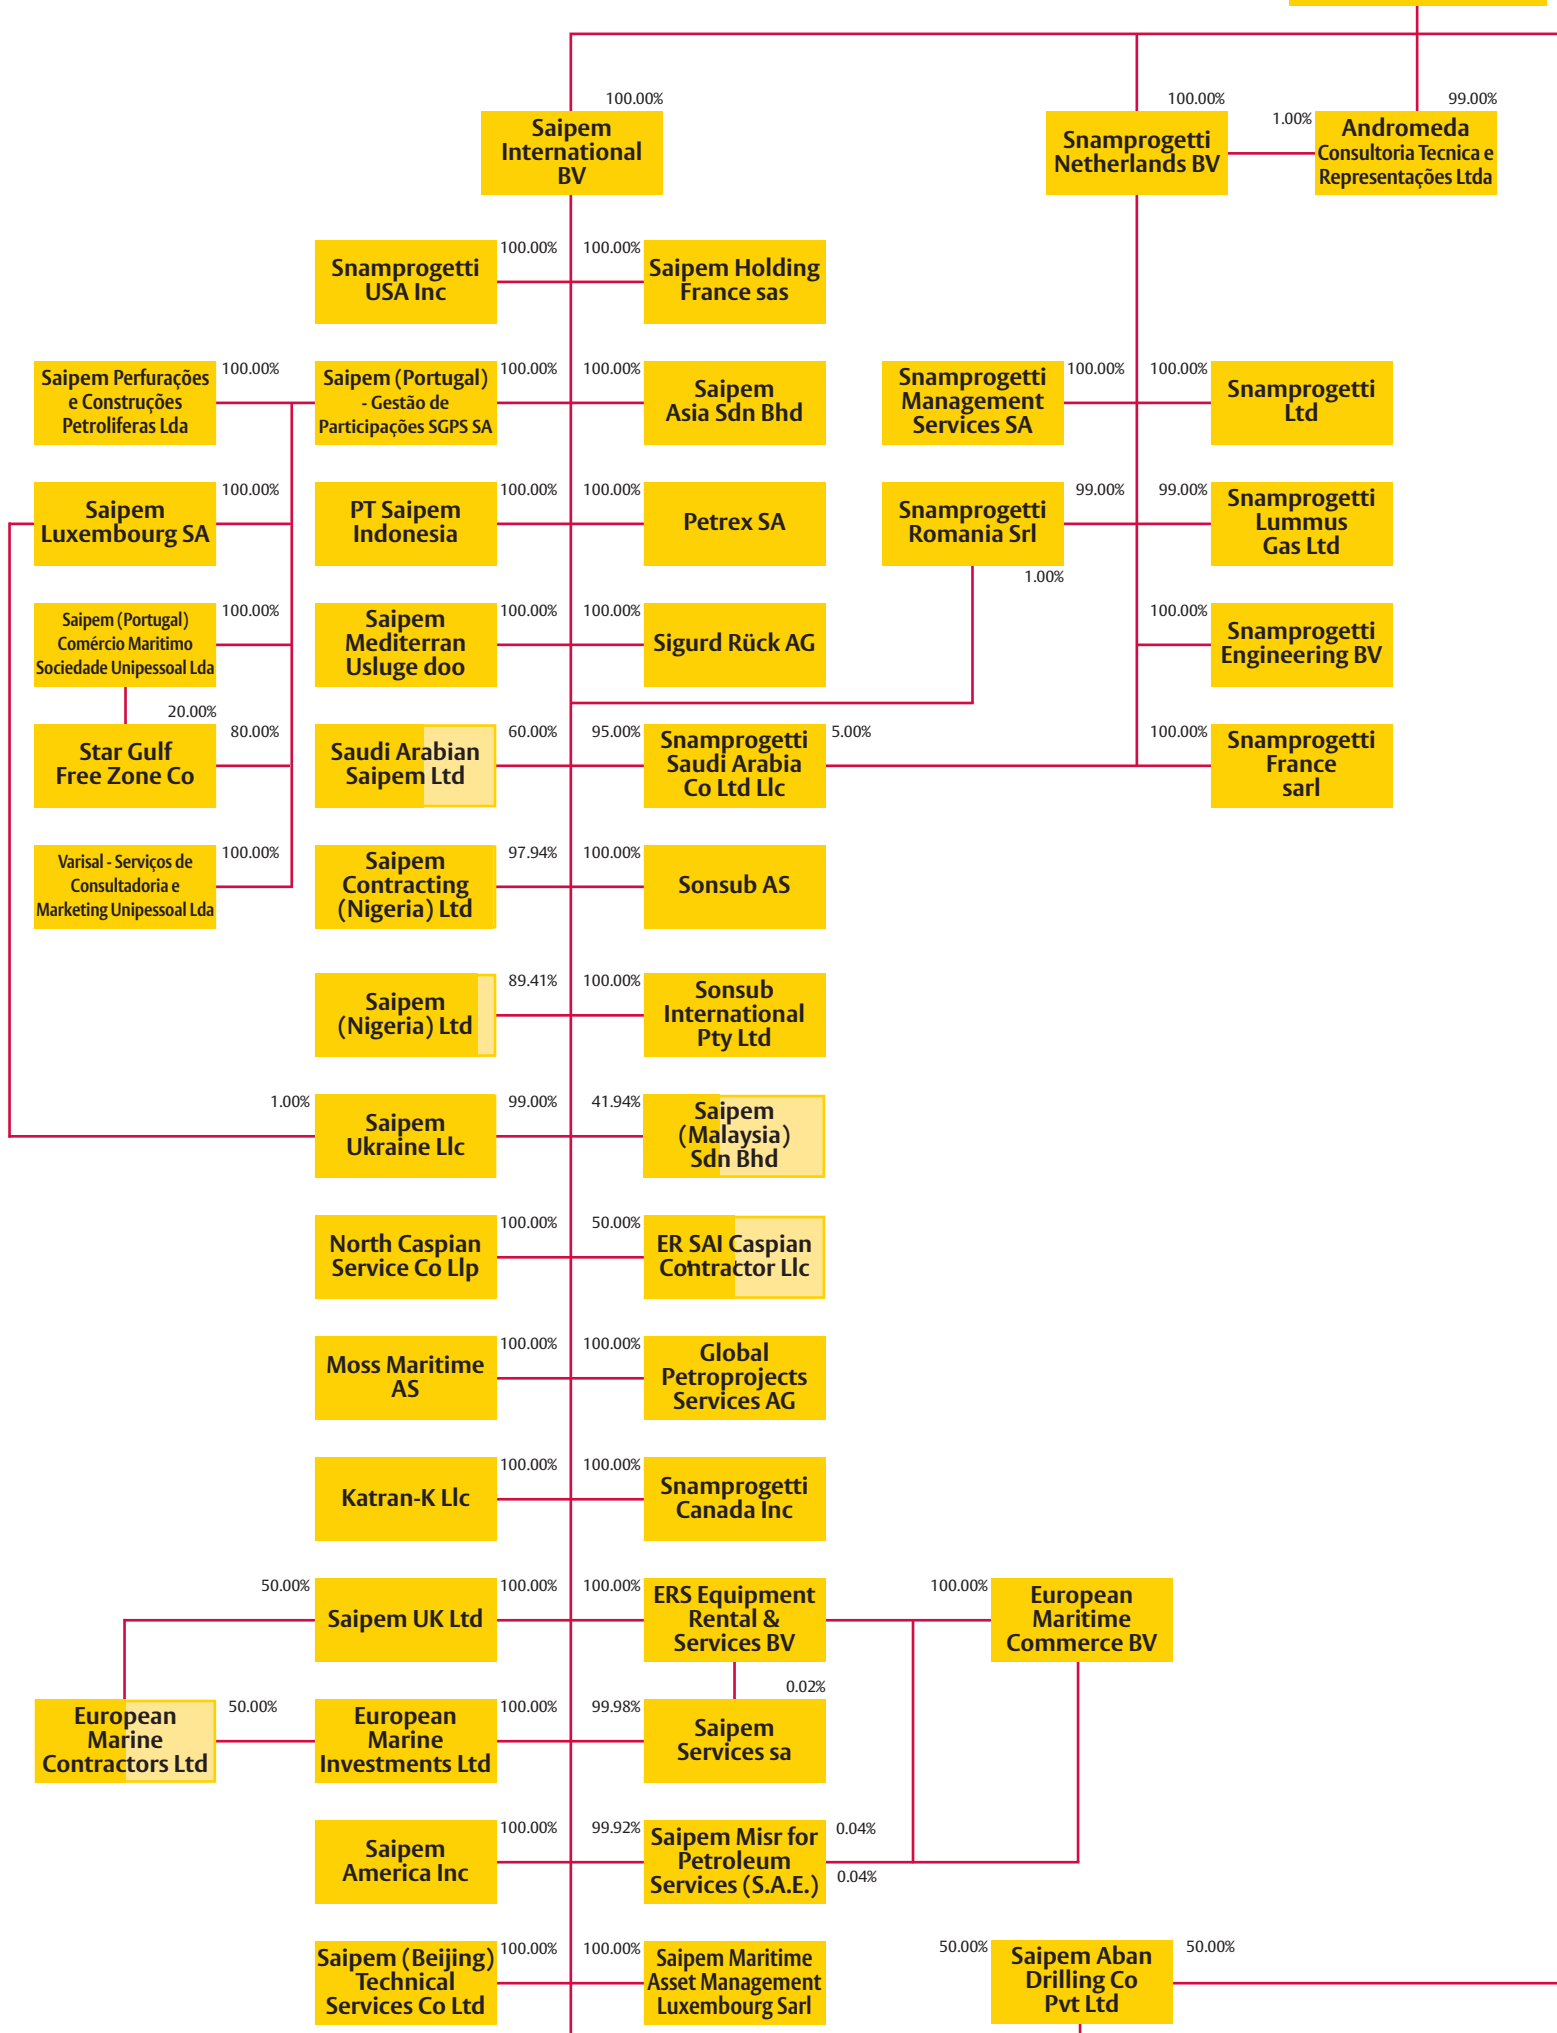 100.00%
Saipem
International
BV
100.00%
Snamprogetti
Netherlands BV
1.00%
99.00%
Andromeda
Consultoria Tecnica e
Representações Ltda
Snamprogetti
USA Inc
100.00%
100.00%
Saipem Holding
France sas
Saipem Perfurações
e Construções
Petroliferas Lda
100.00%
Saipem (Portugal)
- Gestão de
Participações SGPS SA
100.00%
100.00%
Saipem
Asia Sdn Bhd
Snamprogetti
Management
Services SA
100.00%
100.00%
Snamprogetti
Ltd
Saipem
Luxembourg SA
100.00%
PT Saipem
Indonesia
100.00%
100.00%
Petrex SA
Snamprogetti
Romania Srl
99.00%
1.00%
99.00%
Snamprogetti
Lummus
Gas Ltd
Saipem (Portugal)
Comércio Maritimo
Sociedade Unipessoal Lda
100.00%
Saipem
Mediterran
Usluge doo
100.00%
100.00%
Sigurd Rück AG
100.00%
Snamprogetti
Engineering BV
20.00%
Star Gulf
Free Zone Co
80.00%
Saudi Arabian
Saipem Ltd
60.00%
95.00%
Snamprogetti
Saudi Arabia
Co Ltd Llc
5.00%
100.00%
Snamprogetti
France
sarl
Varisal - Serviços de
Consultadoria e
Marketing Unipessoal Lda
100.00%
Saipem
Contracting
(Nigeria) Ltd
97.94%
100.00%
Sonsub AS
Saipem
(Nigeria) Ltd
89.41%
100.00%
Sonsub
International
Pty Ltd
1.00%
Saipem
Ukraine Llc
99.00%
41.94%
Saipem
(Malaysia)
Sdn Bhd
North Caspian
Service Co Llp
100.00%
50.00%
ER SAI Caspian
Contractor Llc
Moss Maritime
AS
100.00%
100.00%
Global
Petroprojects
Services AG
Katran-K Llc
100.00%
100.00%
Snamprogetti
Canada Inc
50.00%
Saipem UK Ltd
100.00%
100.00%
ERS Equipment
Rental &
Services BV
100.00%
European
Maritime
Commerce BV
European
Marine
Contractors Ltd
50.00%
European
Marine
Investments Ltd
100.00%
99.98%
0.02%
Saipem
Services sa
Saipem
America Inc
100.00%
99.92%
Saipem Misr for
Petroleum
Services (S.A.E.)
0.04%
0.04%
Saipem (Beijing)
Technical
Services Co Ltd
100.00%
100.00%
Saipem Maritime
Asset Management
Luxembourg Sarl
50.00%
Saipem Aban
Drilling Co
Pvt Ltd
50.00%